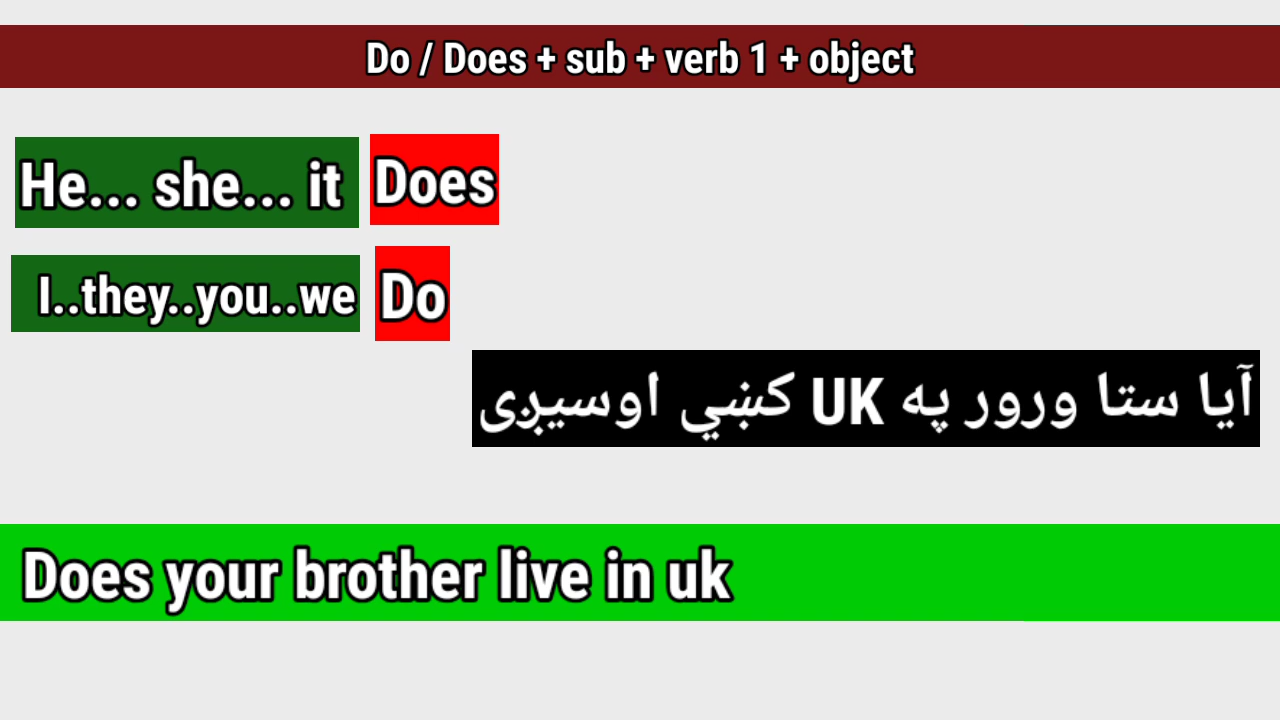 Do / Does + sub + verb 1 + object
He... she... it Does
I..they..you..we Do
آیا ستا ورور په UK کښي اوسیږی
Does your brother live in uk